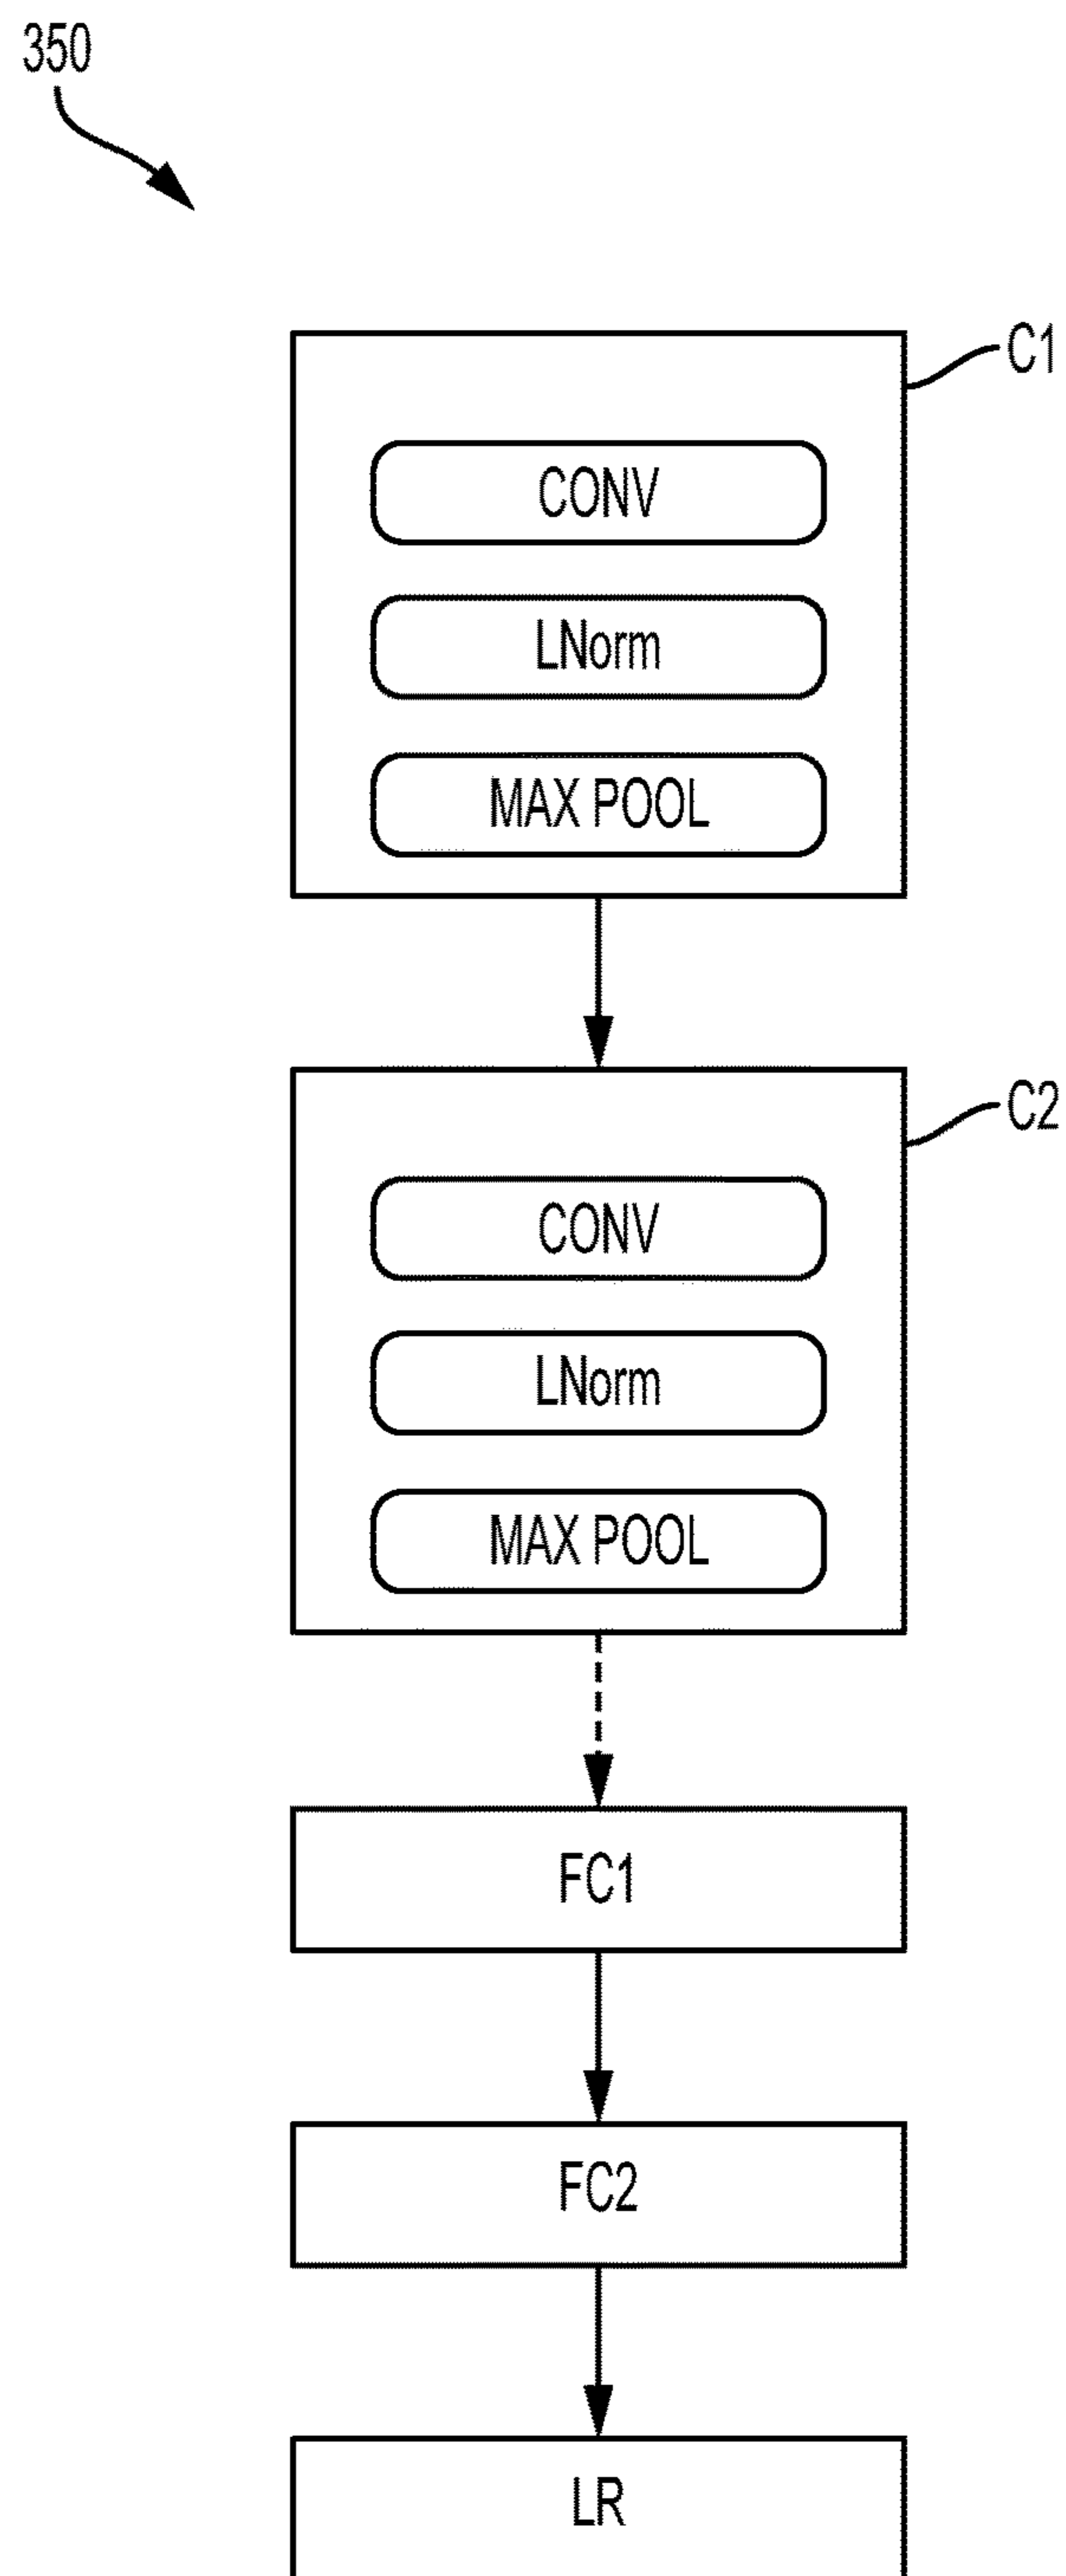 350
C1
CONV
LNorm
MAX POOL
C2
CONV
LNorm
MAX POOL
FC1
FC2
LR